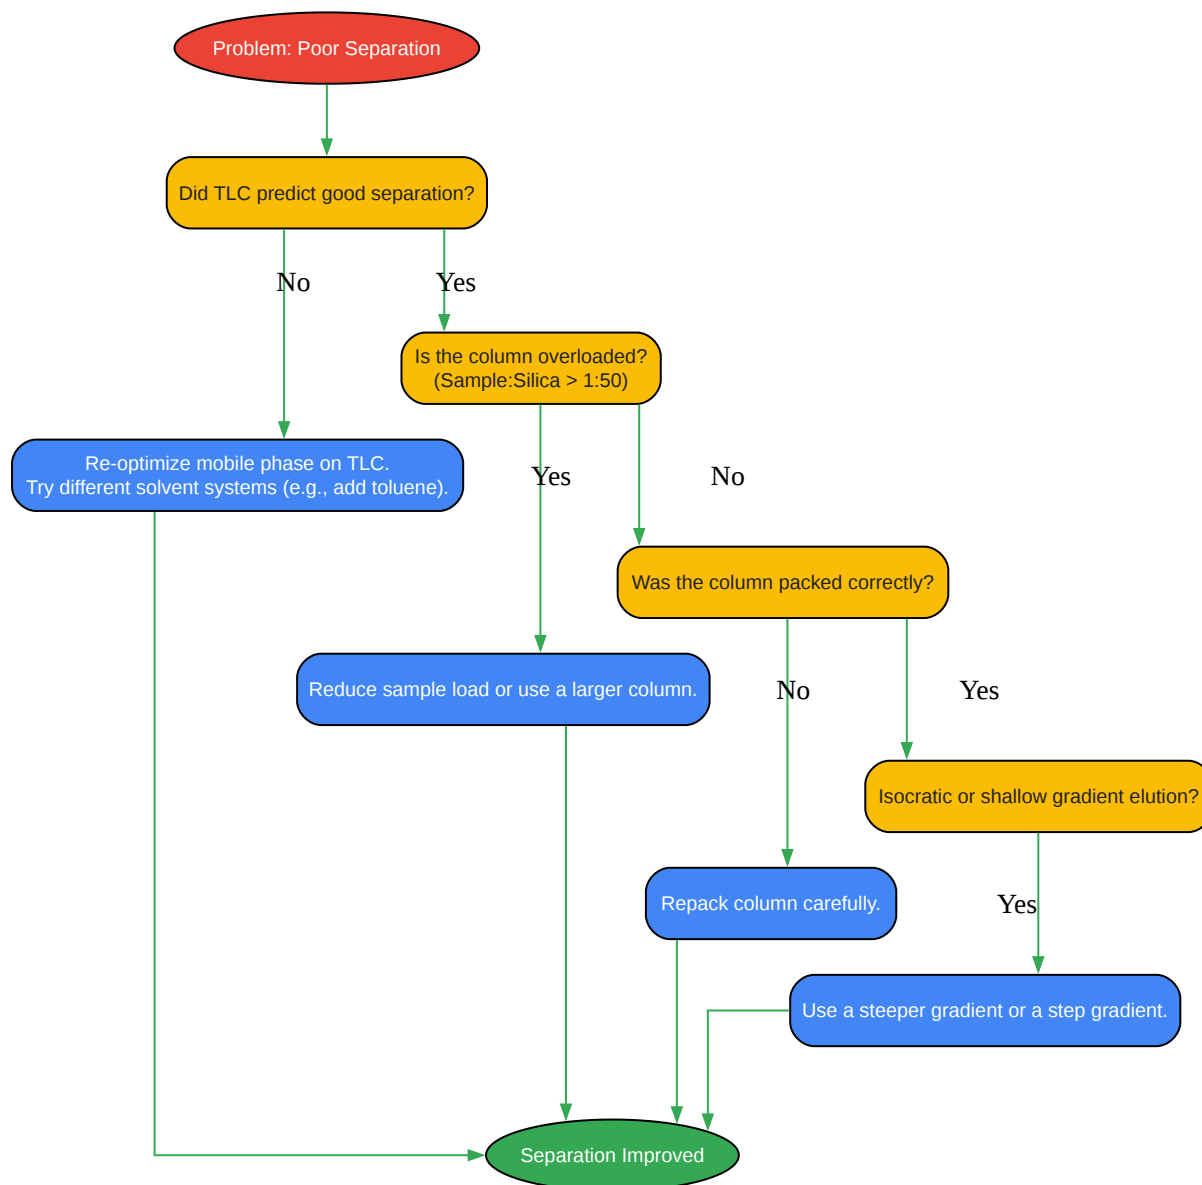 Problem: Poor Separation
Did TLC predict good separation?
No
Yes
Is the column overloaded?
(Sample:Silica > 1:50)
Re-optimize mobile phase on TLC.
Try different solvent systems (e.g., add toluene).
Yes
No
Was the column packed correctly?
Reduce sample load or use a larger column.
No
Yes
Isocratic or shallow gradient elution?
Repack column carefully.
Yes
Use a steeper gradient or a step gradient.
Separation Improved